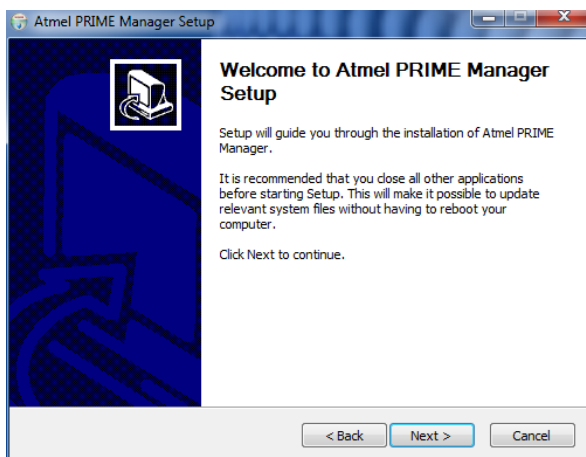 Atmel PRIME Manager Setup
Welcome to Atmel PRIME Manager
Setup
Setup will guide you through the installation of Atmel PRIME
Manager.
It is recommended that you close all other applications
before starting Setup. This will make it possible to update
relevant system files without having to reboot your
computer.
Click Next to continue.
< Back
Next >
Cancel